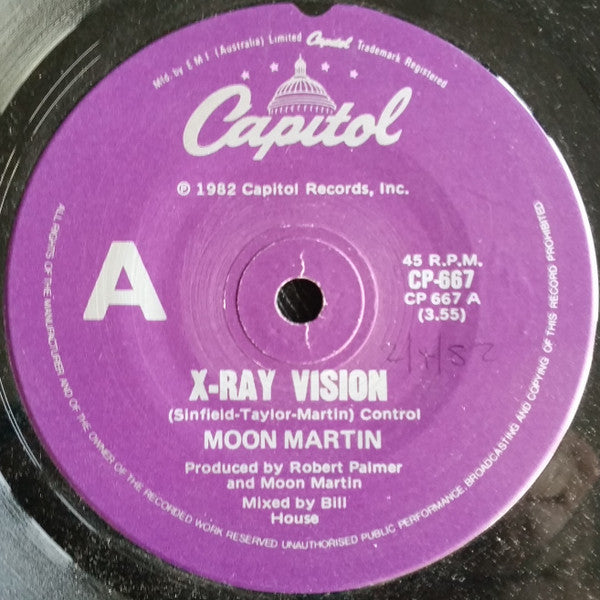 Mfd. by E M I (Australia) Limited Capitol Trademark Registered
Capitol
℗ 1982 Capitol Records, Inc.
A
45 R.P.M.
CP-667
CP 667 A
(3.55)
X-RAY VISION
(Sinfield-Taylor-Martin) Control
MOON MARTIN
Produced by Robert Palmer
and Moon Martin
Mixed by Bill
House
ALL RIGHTS OF THE MANUFACTURER AND OF THE OWNER OF THE RECORDED WORK RESERVED UNAUTHORISED PUBLIC PERFORMANCE, BROADCASTING AND COPYING OF THIS RECORD PROHIBITED